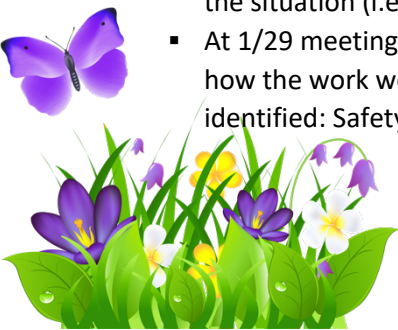 the situation (i.e
▪ At 1/29 meeting
how the work w
identified: Safety